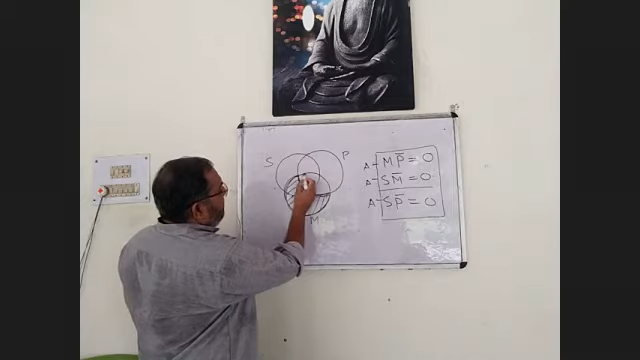 S P
M
A - MP̅ = 0
A - SM̅ = 0
A - SP̅ = 0